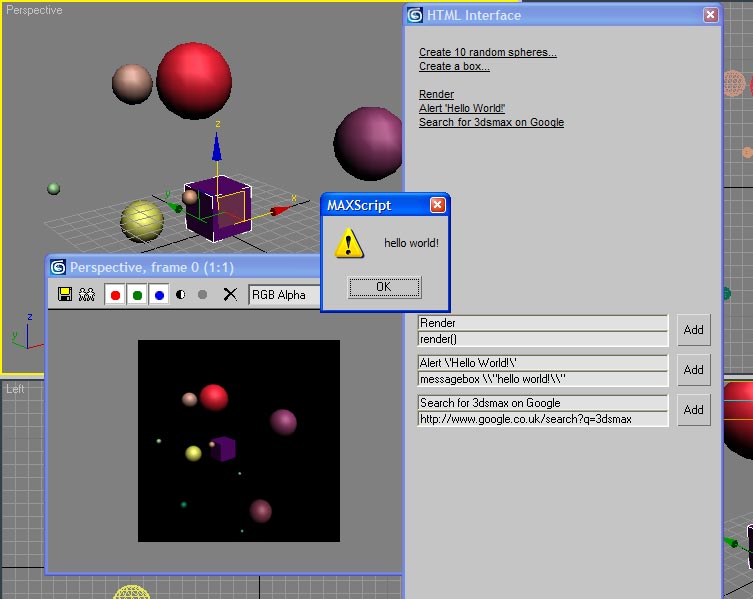 Perspective
HTML Interface
Create 10 random spheres...
Create a box...
Render
Alert 'Hello World!'
Search for 3dsmax on Google
z
x
y
MAXScript
hello world!
OK
Perspective, frame 0 (1:1)
RGB Alpha
z
y
Render
render()
Add
Alert \'Hello World!\'
messagebox \\"hello world!\\"
Add
Search for 3dsmax on Google
http://www.google.co.uk/search?q=3dsmax
Add
Left